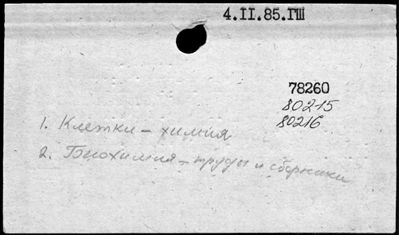 4.II.85.ГШ
78260
80215
80216
1. Клетки – химия
2. Биохимия – труды и сборники